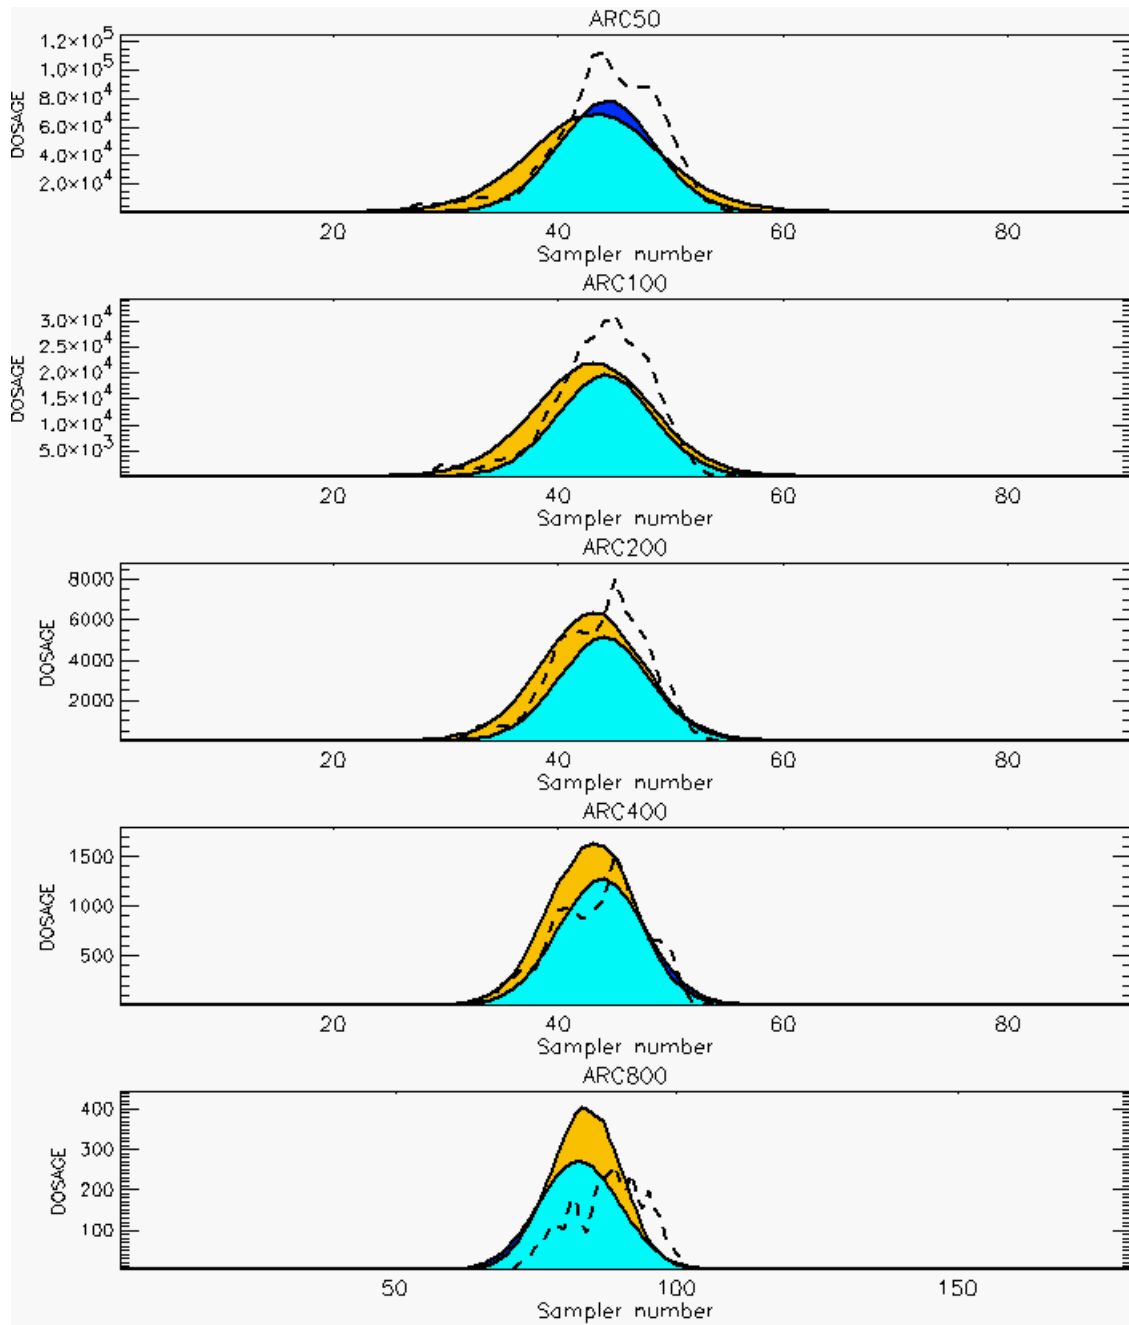 ARC50
1.2×10^5
1.0×10^5
8.0×10^4
6.0×10^4
4.0×10^4
2.0×10^4
DOSAGE
20 40 60 80
Sampler number
ARC100
3.0×10^4
2.5×10^4
2.0×10^4
1.5×10^4
1.0×10^4
5.0×10^3
DOSAGE
20 40 60 80
Sampler number
ARC200
8000
6000
4000
2000
DOSAGE
20 40 60 80
Sampler number
ARC400
1500
1000
500
DOSAGE
20 40 60 80
Sampler number
ARC800
400
300
200
100
DOSAGE
50 100 150
Sampler number